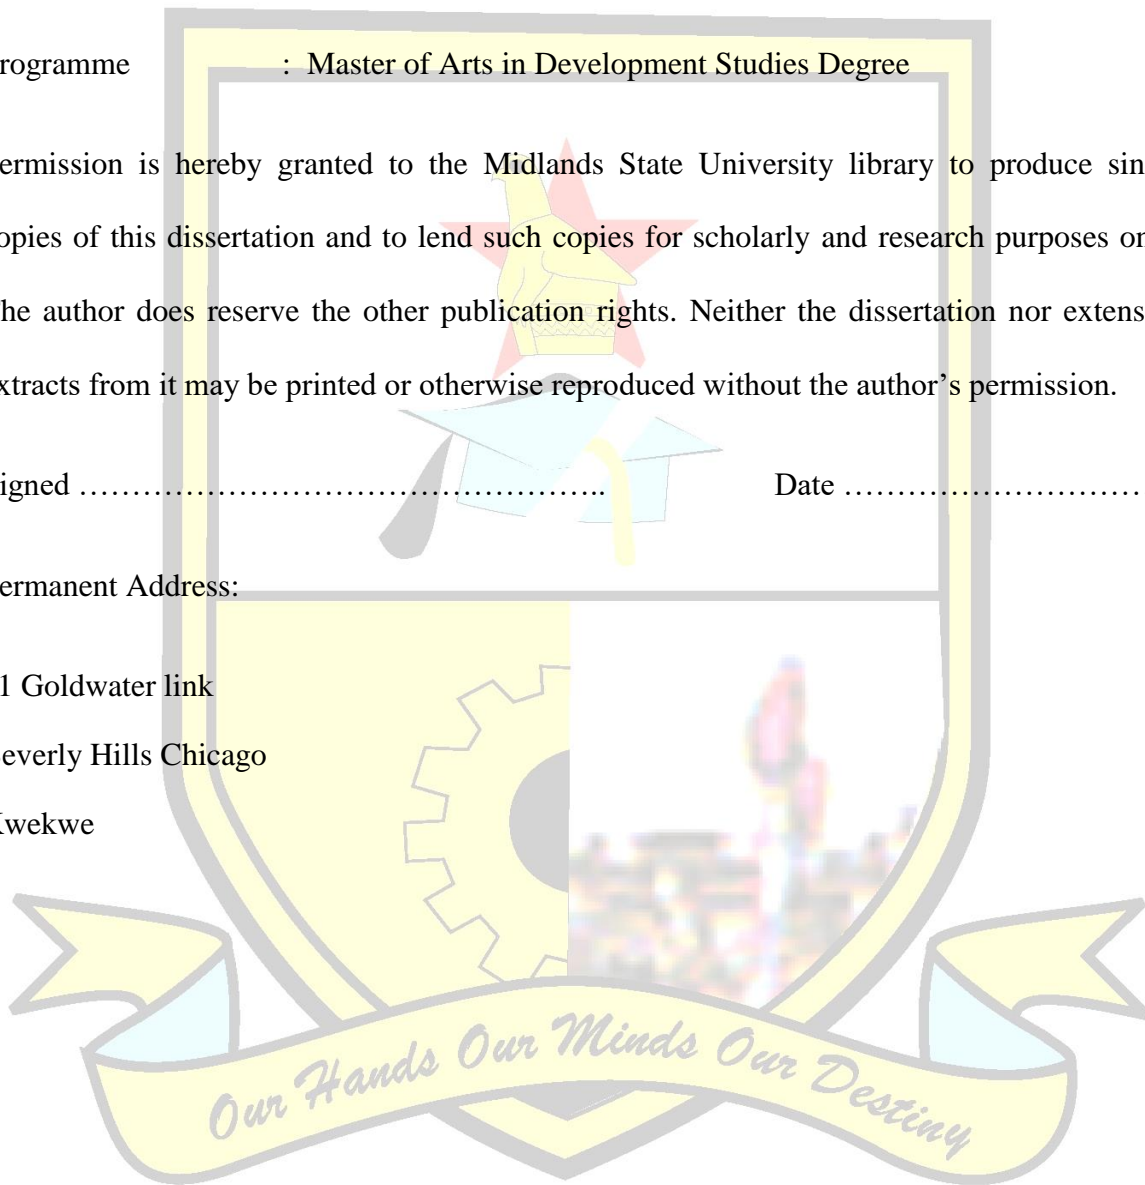 rogramme : Master of Arts in Development Studies Degree
ermission is hereby granted to the Midlands State University library to produce sin
opies of this dissertation and to lend such copies for scholarly and research purposes on
he author does reserve the other publication rights. Neither the dissertation nor extens
xtracts from it may be printed or otherwise reproduced without the author’s permission.
igned ……………………………………………….. Date …………………………
ermanent Address:
1 Goldwater link
everly Hills Chicago
Kwekwe
Our Hands Our Minds Our Destiny